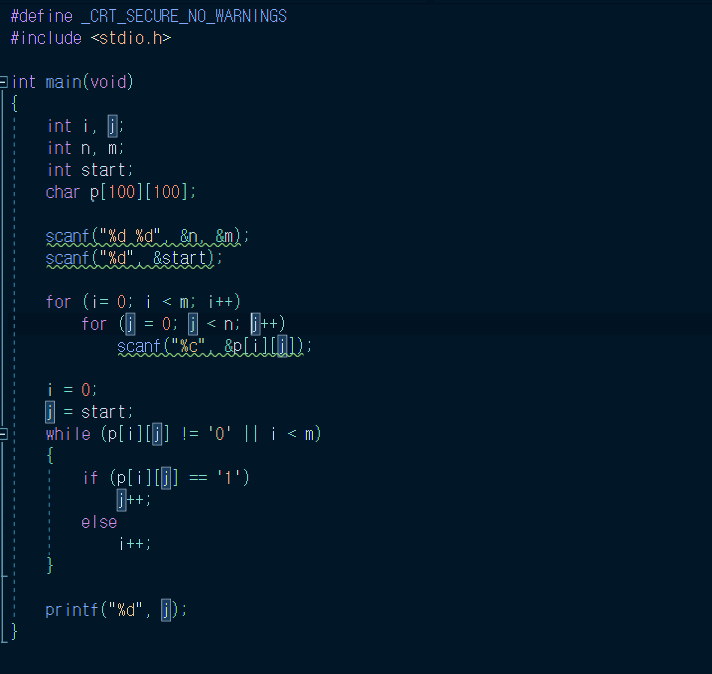 #define _CRT_SECURE_NO_WARNINGS
#include <stdio.h>
int main(void)
{
int i, j;
int n, m;
int start;
char p[100][100];
scanf("%d %d", &n, &m);
scanf("%d", &start);
for (i= 0; i < m; i++)
for (j = 0; j < n; j++)
scanf("%c", &p[i][j]);
i = 0;
j = start;
while (p[i][j] != '0' || i < m)
{
if (p[i][j] == '1')
j++;
else
i++;
}
printf("%d", j);
}